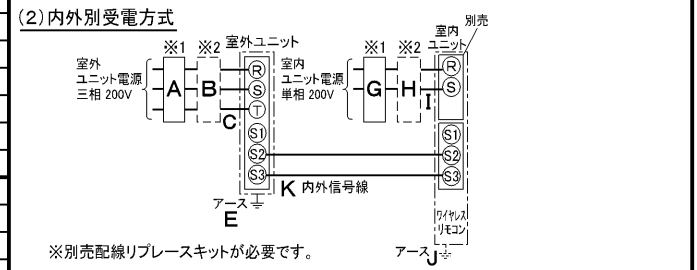 (2)内外別受電方式
※1 ※2 室外ユニット
室外
ユニット電源
三相 200V
A
B
C
R
S
T
S1
S2
S3
アース
E
※1 ※2
室内
ユニット
別売
室内
ユニット電源
単相 200V
G
H
I
R
S
S1
S2
S3
K 内外信号線
ワイヤレス
リモコン
アース
J
※別売配線リプレースキットが必要です。